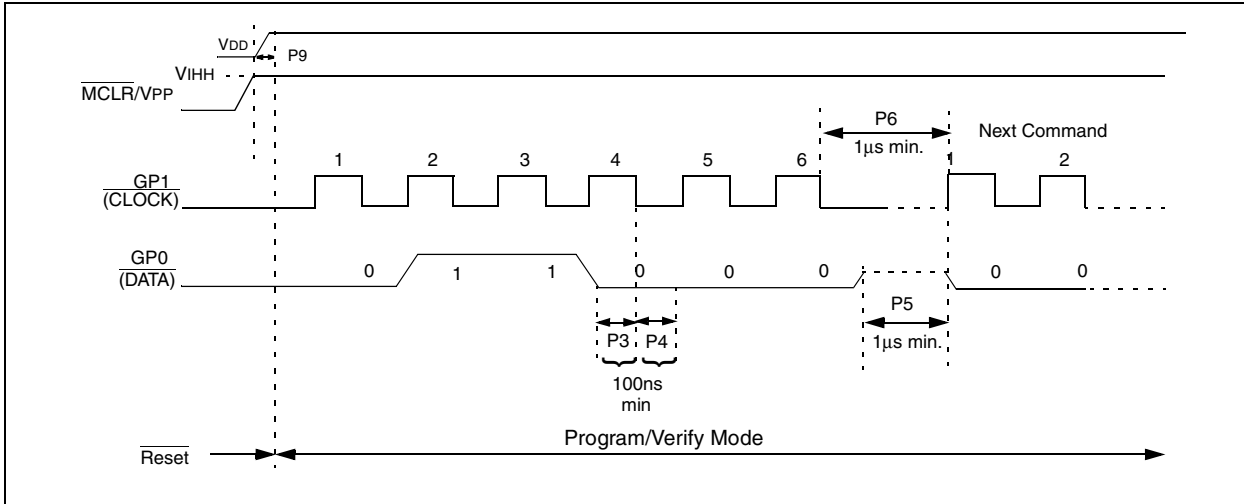 VDD
P9
VIHH
MCLR/VPP
P6
Next Command
1μs min.
1 2 3 4 5 6 1 2
GP1
(CLOCK)
GP0
(DATA)
0 1 1 0 0 0 0 0
P5
P3 P4
1μs min.
100ns
min
Program/Verify Mode
Reset